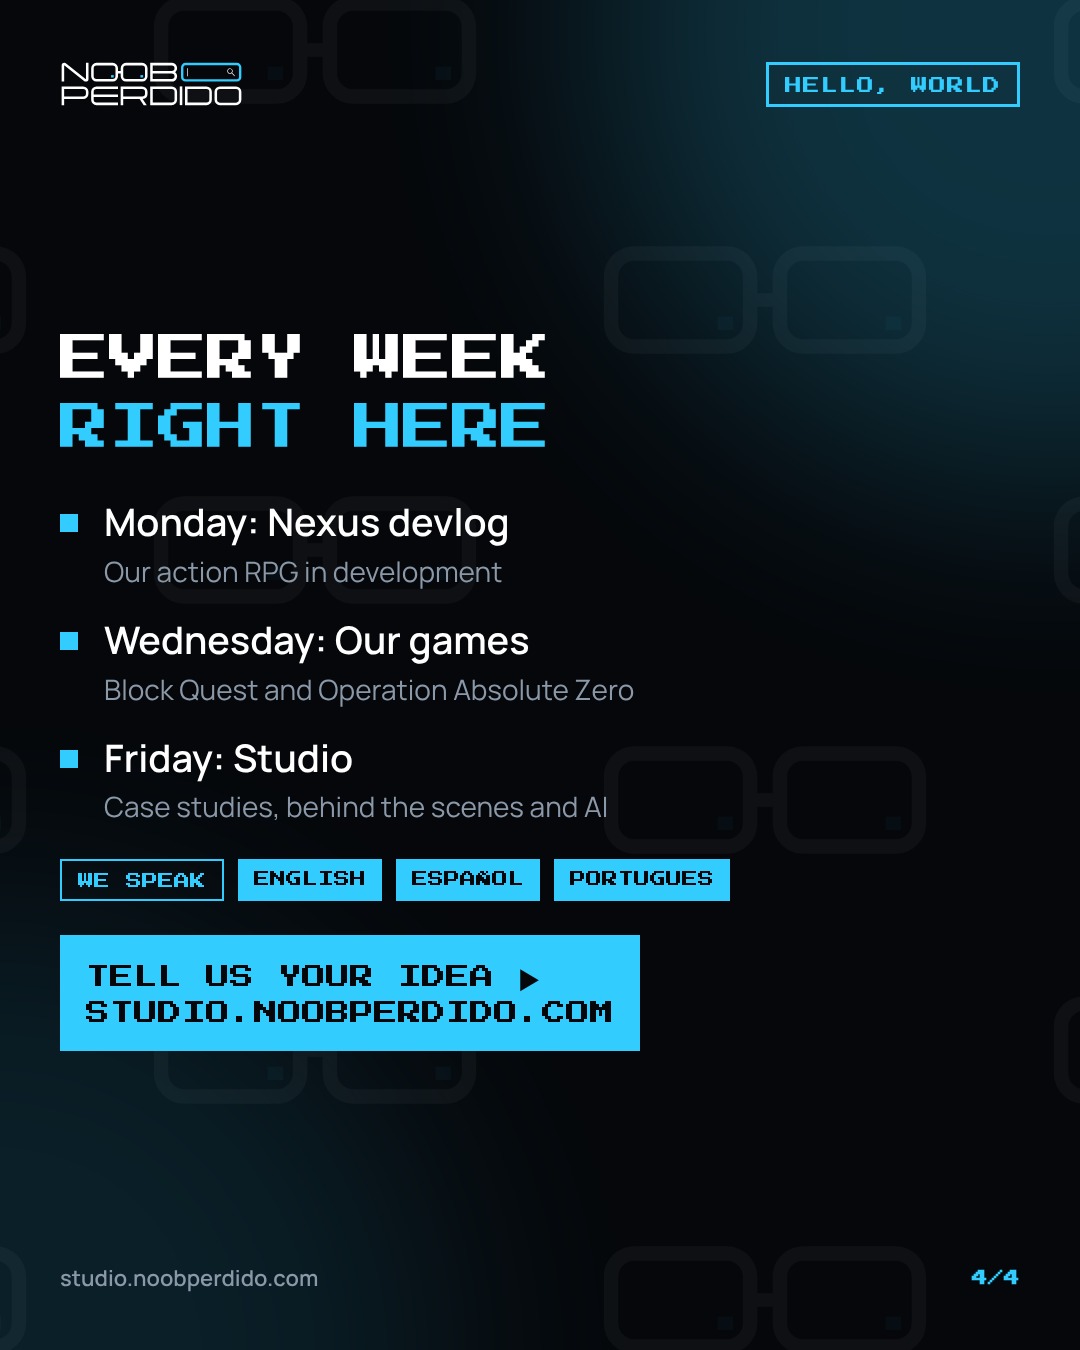 NOOB
PERDIDO
HELLO, WORLD
EVERY WEEK
RIGHT HERE
Monday: Nexus devlog
Our action RPG in development
Wednesday: Our games
Block Quest and Operation Absolute Zero
Friday: Studio
Case studies, behind the scenes and AI
WE SPEAK ENGLISH ESPAÑOL PORTUGUES
TELL US YOUR IDEA ▶
STUDIO.NOOBPERDIDO.COM
studio.noobperdido.com
4/4